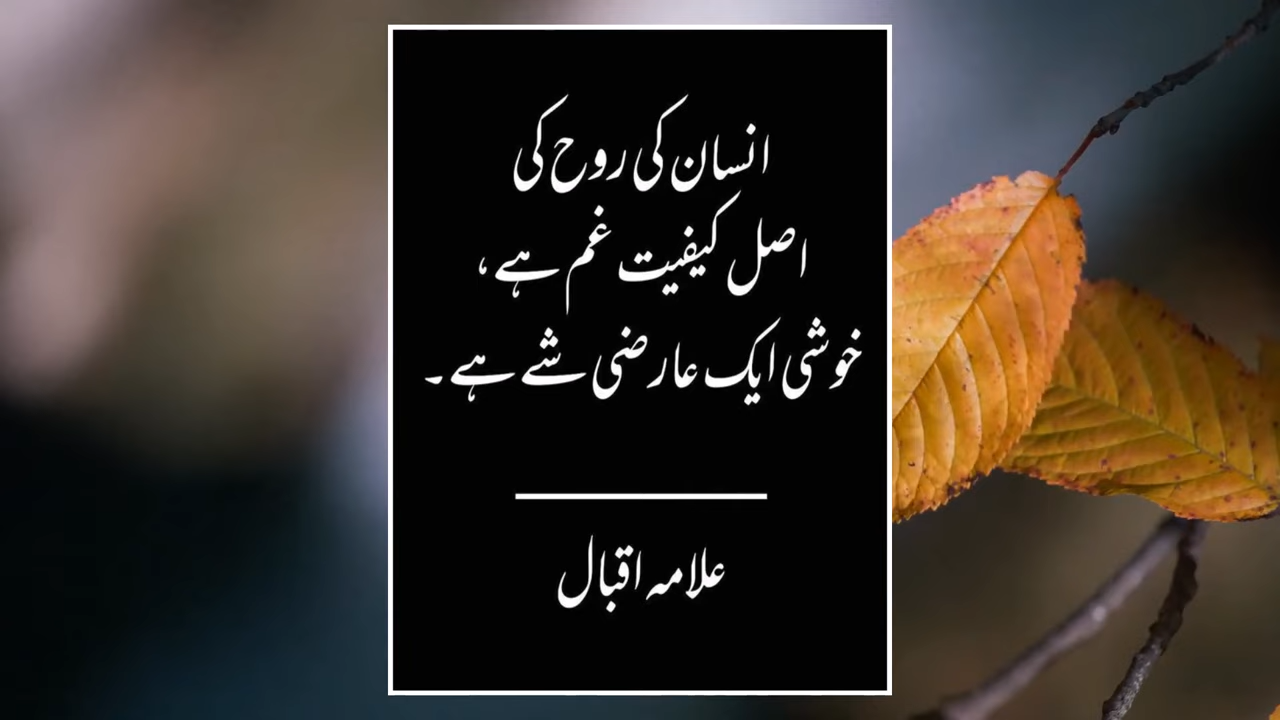 انسان کی روح کی
اصل کیفیت غم ہے،
خوشی ایک عارضی شے ہے۔
علامہ اقبال